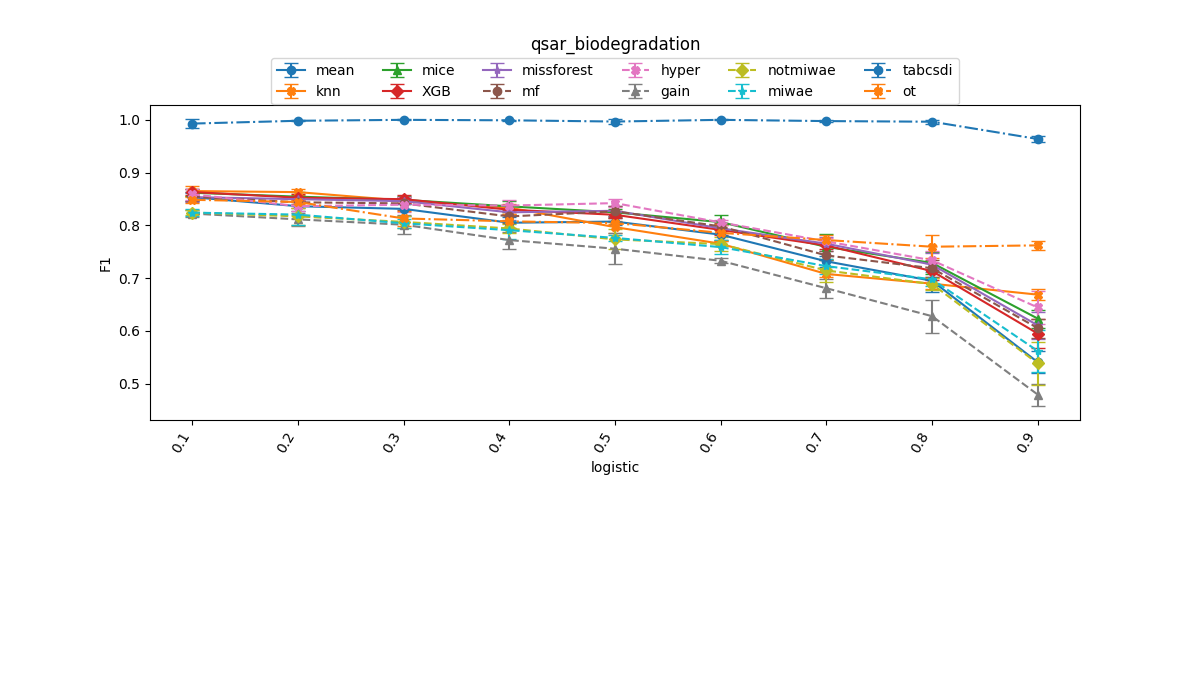 qsar_biodegradation
mean mice missforest hyper notmiwae tabcsdi
knn XGB mf gain miwae ot
1.0
0.9
0.8
0.7
0.6
0.5
F1
0.1 0.2 0.3 0.4 0.5 0.6 0.7 0.8 0.9
logistic